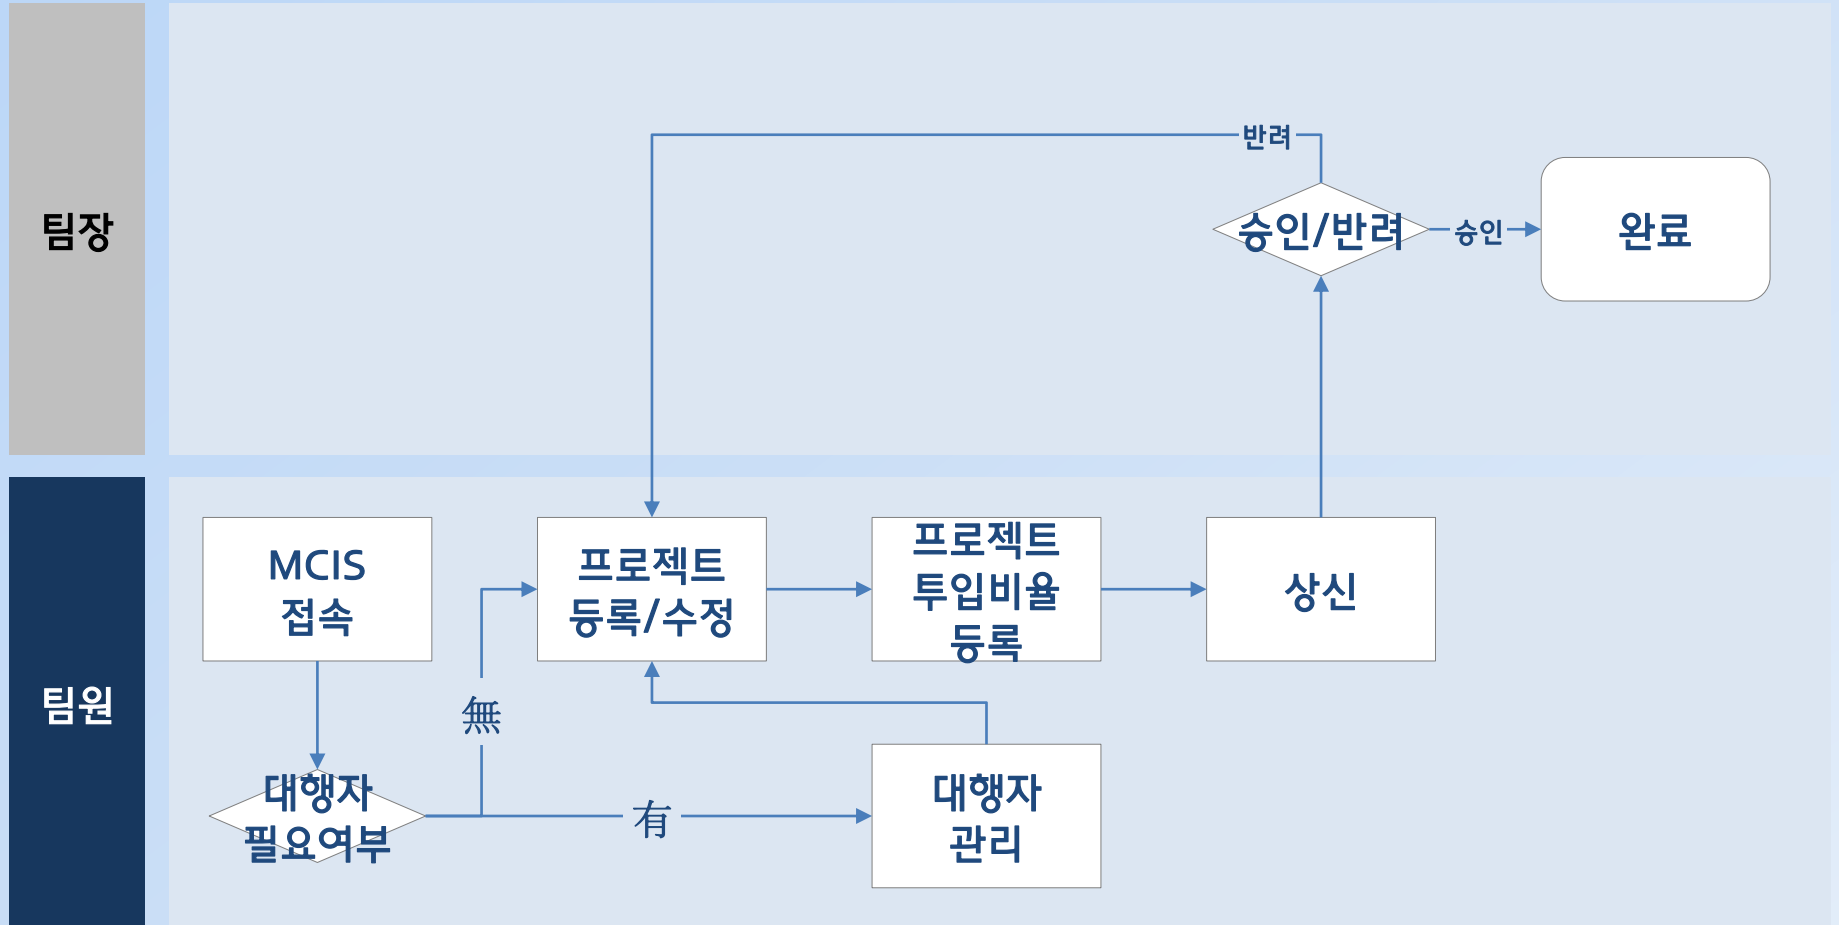 팀장
반려
승인/반려
승인
완료
팀원
MCIS
접속
프로젝트
등록/수정
프로젝트
투입비율
등록
상신
無
대행자
필요여부
有
대행자
관리